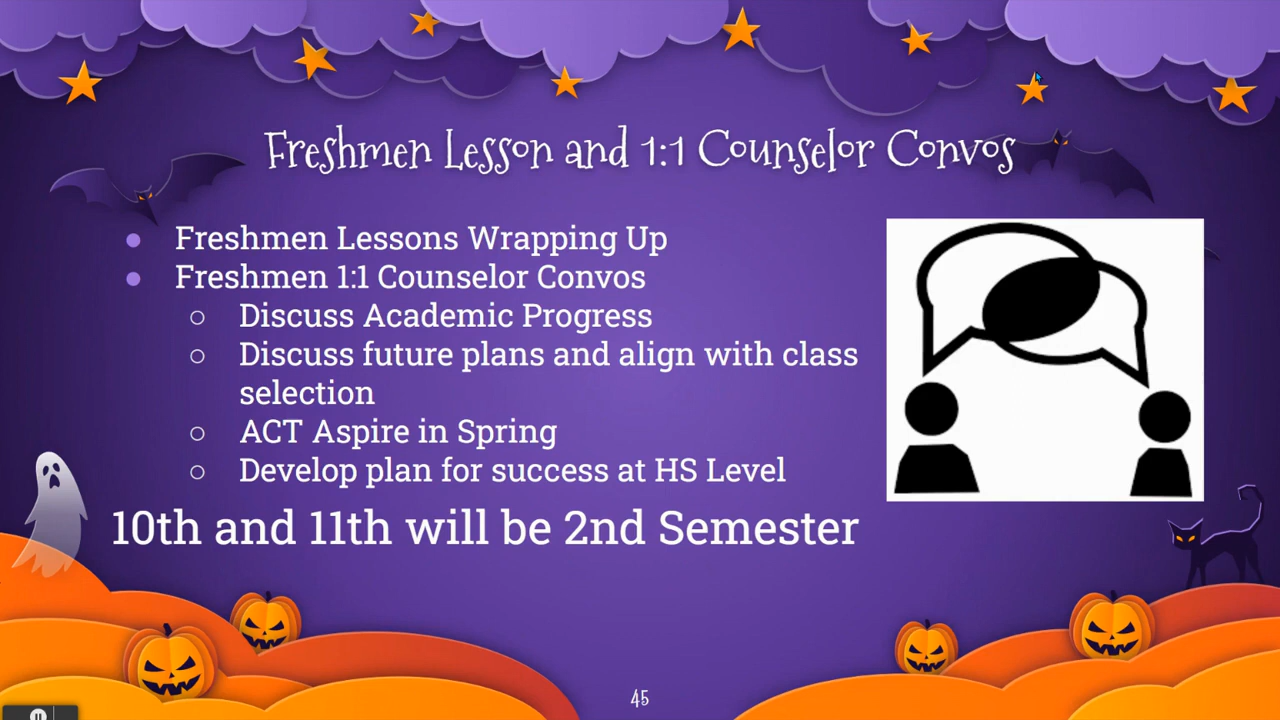 Freshmen Lesson and 1:1 Counselor Convos
Freshmen Lessons Wrapping Up
Freshmen 1:1 Counselor Convos
Discuss Academic Progress
Discuss future plans and align with class
selection
ACT Aspire in Spring
Develop plan for success at HS Level
10th and 11th will be 2nd Semester
45